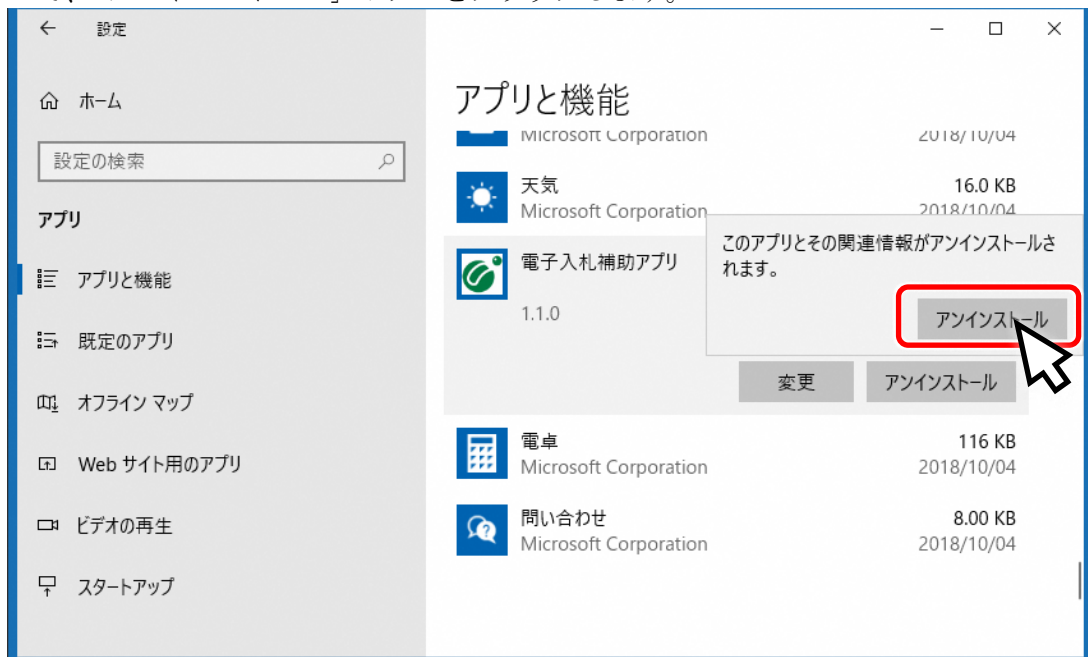 設定
ホーム
設定の検索
アプリ
アプリと機能
既定のアプリ
オフライン マップ
Web サイト用のアプリ
ビデオの再生
スタートアップ
アプリと機能
Microsoft Corporation 2018/10/04
天気 16.0 KB
Microsoft Corporation 2018/10/04
電子入札補助アプリ
1.1.0
このアプリとその関連情報がアンインストールさ
れます。
アンインストール
変更 アンインストール
電卓 116 KB
Microsoft Corporation 2018/10/04
問い合わせ 8.00 KB
Microsoft Corporation 2018/10/04